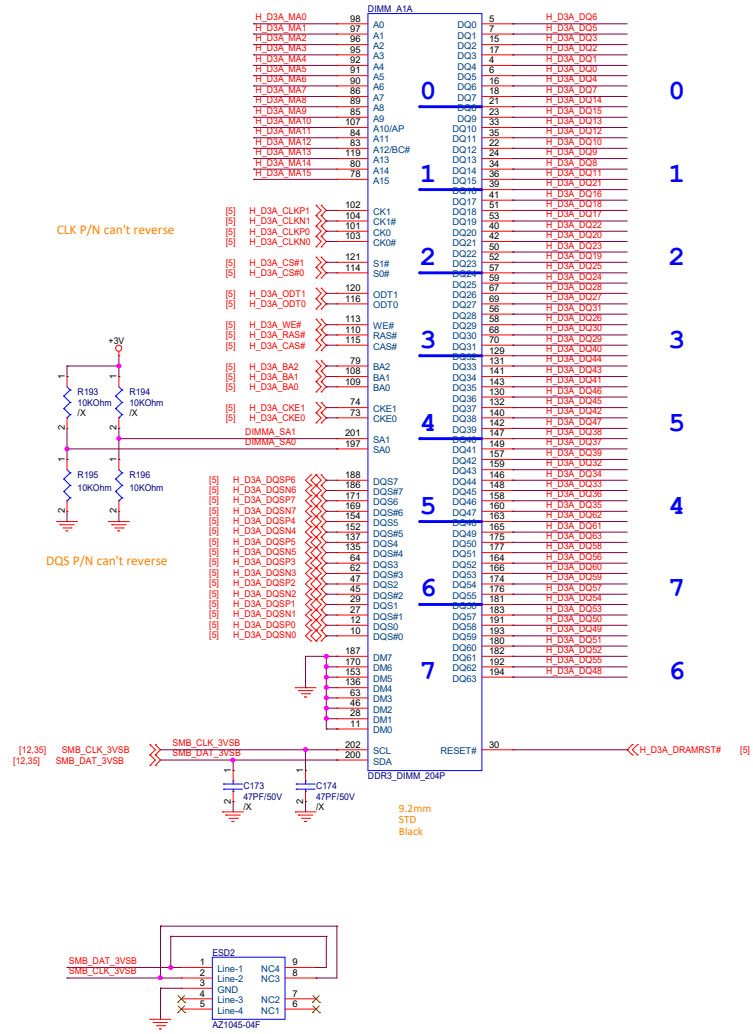 DIMM_A1A
H_D3A_MA0 98 A0
H_D3A_MA1 97 A1
H_D3A_MA2 96 A2
H_D3A_MA3 95 A3
H_D3A_MA4 92 A4
H_D3A_MA5 91 A5
H_D3A_MA6 90 A6
H_D3A_MA7 86 A7
H_D3A_MA8 89 A8
H_D3A_MA9 85 A9
H_D3A_MA10 107 A10/AP
H_D3A_MA11 84 A11
H_D3A_MA12 83 A12/BC#
H_D3A_MA13 119 A13
H_D3A_MA14 80 A14
H_D3A_MA15 78 A15
CLK P/N can't reverse
[5] H_D3A_CLKP1 102 CK1
[5] H_D3A_CLKN1 104 CK1#
[5] H_D3A_CLKP0 101 CK0
[5] H_D3A_CLKN0 103 CK0#
[5] H_D3A_CS#1 121 S1#
[5] H_D3A_CS#0 114 S0#
[5] H_D3A_ODT1 120 ODT1
[5] H_D3A_ODT0 116 ODT0
[5] H_D3A_WE# 113 WE#
[5] H_D3A_RAS# 110 RAS#
[5] H_D3A_CAS# 115 CAS#
[5] H_D3A_BA2 79 BA2
[5] H_D3A_BA1 108 BA1
[5] H_D3A_BA0 109 BA0
[5] H_D3A_CKE1 74 CKE1
[5] H_D3A_CKE0 73 CKE0
DIMMA_SA1 201 SA1
DIMMA_SA0 197 SA0
+3V
1 R193 10KOhm /X 2
1 R194 10KOhm /X 2
1 R195 10KOhm 2
1 R196 10KOhm 2
DQS P/N can't reverse
[5] H_D3A_DQSP6 188 DQS7
[5] H_D3A_DQSN6 186 DQS#7
[5] H_D3A_DQSP7 171 DQS6
[5] H_D3A_DQSN7 169 DQS#6
[5] H_D3A_DQSP4 154 DQS5
[5] H_D3A_DQSN4 152 DQS#5
[5] H_D3A_DQSP5 137 DQS4
[5] H_D3A_DQSN5 135 DQS#4
[5] H_D3A_DQSP3 64 DQS3
[5] H_D3A_DQSN3 62 DQS#3
[5] H_D3A_DQSP2 47 DQS2
[5] H_D3A_DQSN2 45 DQS#2
[5] H_D3A_DQSP1 29 DQS1
[5] H_D3A_DQSN1 27 DQS#1
[5] H_D3A_DQSP0 12 DQS0
[5] H_D3A_DQSN0 10 DQS#0
187 DM7
170 DM6
153 DM5
136 DM4
63 DM3
46 DM2
28 DM1
11 DM0
[12,35] SMB_CLK_3VSB SMB_CLK_3VSB 202 SCL
[12,35] SMB_DAT_3VSB SMB_DAT_3VSB 200 SDA
DQ0 5 H_D3A_DQ6
DQ1 7 H_D3A_DQ5
DQ2 15 H_D3A_DQ3
DQ3 17 H_D3A_DQ2
DQ4 4 H_D3A_DQ1
DQ5 6 H_D3A_DQ0
DQ6 16 H_D3A_DQ4
DQ7 18 H_D3A_DQ7
0 0
DQ8 21 H_D3A_DQ14
DQ9 23 H_D3A_DQ15
DQ10 33 H_D3A_DQ13
DQ11 35 H_D3A_DQ12
DQ12 22 H_D3A_DQ10
DQ13 24 H_D3A_DQ9
DQ14 34 H_D3A_DQ8
DQ15 36 H_D3A_DQ11
1 1
DQ16 39 H_D3A_DQ21
DQ17 41 H_D3A_DQ16
DQ18 51 H_D3A_DQ18
DQ19 53 H_D3A_DQ17
DQ20 40 H_D3A_DQ22
DQ21 42 H_D3A_DQ20
DQ22 50 H_D3A_DQ23
DQ23 52 H_D3A_DQ19
2 2
DQ24 57 H_D3A_DQ25
DQ25 59 H_D3A_DQ24
DQ26 67 H_D3A_DQ28
DQ27 69 H_D3A_DQ27
DQ28 56 H_D3A_DQ31
DQ29 58 H_D3A_DQ26
DQ30 68 H_D3A_DQ30
DQ31 70 H_D3A_DQ29
3 3
DQ32 129 H_D3A_DQ40
DQ33 131 H_D3A_DQ44
DQ34 141 H_D3A_DQ43
DQ35 143 H_D3A_DQ41
DQ36 130 H_D3A_DQ46
DQ37 132 H_D3A_DQ45
DQ38 140 H_D3A_DQ42
DQ39 142 H_D3A_DQ47
4 5
DQ40 147 H_D3A_DQ38
DQ41 149 H_D3A_DQ37
DQ42 157 H_D3A_DQ39
DQ43 159 H_D3A_DQ32
DQ44 146 H_D3A_DQ34
DQ45 148 H_D3A_DQ33
DQ46 158 H_D3A_DQ36
DQ47 160 H_D3A_DQ35
5 4
DQ48 163 H_D3A_DQ62
DQ49 165 H_D3A_DQ61
DQ50 175 H_D3A_DQ63
DQ51 177 H_D3A_DQ58
DQ52 164 H_D3A_DQ56
DQ53 166 H_D3A_DQ60
DQ54 174 H_D3A_DQ59
DQ55 176 H_D3A_DQ57
6 7
DQ56 181 H_D3A_DQ54
DQ57 183 H_D3A_DQ53
DQ58 191 H_D3A_DQ50
DQ59 193 H_D3A_DQ49
DQ60 180 H_D3A_DQ51
DQ61 182 H_D3A_DQ52
DQ62 192 H_D3A_DQ55
DQ63 194 H_D3A_DQ48
7 6
RESET# 30 H_D3A_DRAMRST# [5]
DDR3_DIMM_204P
1 C173 47PF/50V /X 2
1 C174 47PF/50V /X 2
9.2mm
STD
Black
ESD2
SMB_DAT_3VSB 1 Line-1 NC4 9
SMB_CLK_3VSB 2 Line-2 NC3 8
3 GND
4 Line-3 NC2 7
5 Line-4 NC1 6
AZ1045-04F